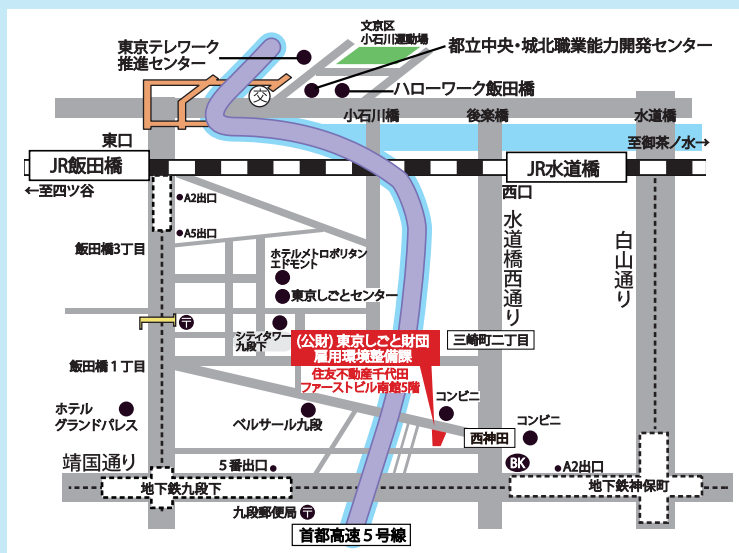 文京区
小石川運動場
東京テレワーク
推進センター
都立中央・城北職業能力開発センター
ハローワーク飯田橋
交
小石川橋
後楽橋
水道橋
東口
至御茶ノ水→
JR飯田橋
JR水道橋
←至四ツ谷
西口
A2出口
A5出口
飯田橋3丁目
水道橋西通り
白山通り
ホテルメトロポリタン
エドモント
東京しごとセンター
〒
シティタワー
九段下
(公財)東京しごと財団
雇用環境整備課
住友不動産千代田
ファーストビル南館5階
三崎町二丁目
飯田橋1丁目
ホテル
グランドパレス
ベルサール九段
コンビニ
コンビニ
西神田
靖国通り
5番出口
BK
A2出口
地下鉄九段下
地下鉄神保町
九段郵便局
〒
首都高速5号線